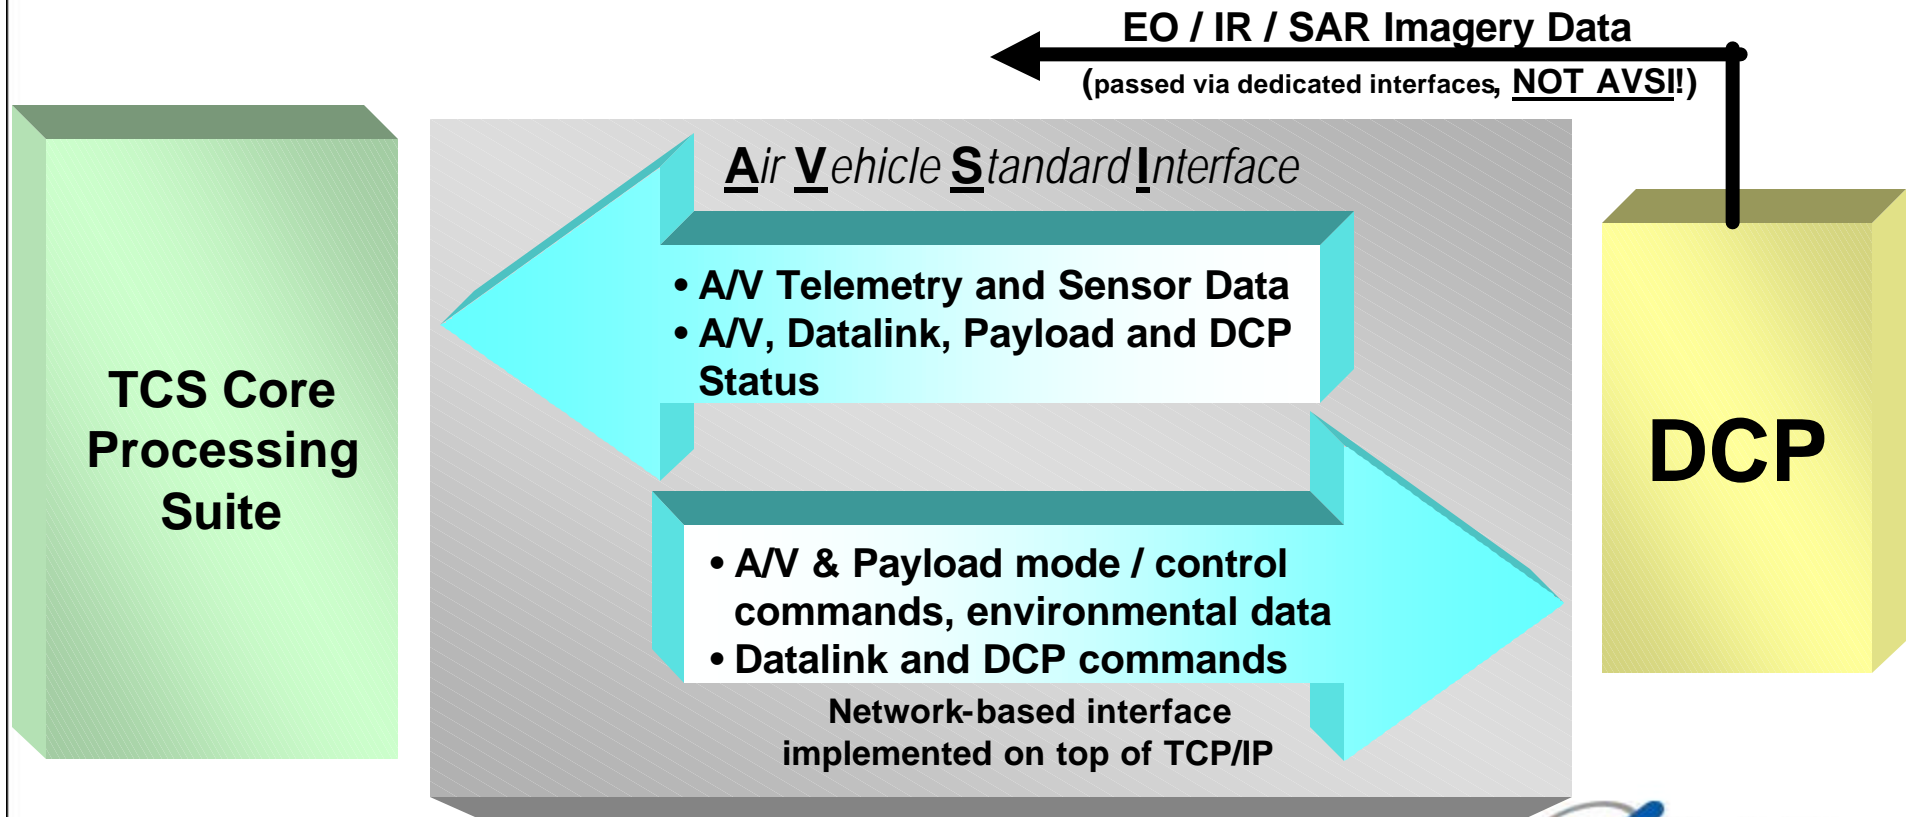 EO / IR / SAR Imagery Data
(passed via dedicated interfaces, NOT AVSI!)
Air Vehicle Standard Interface
• A/V Telemetry and Sensor Data
• A/V, Datalink, Payload and DCP
Status
TCS Core
Processing
Suite
DCP
• A/V & Payload mode / control
commands, environmental data
• Datalink and DCP commands
Network-based interface
implemented on top of TCP/IP